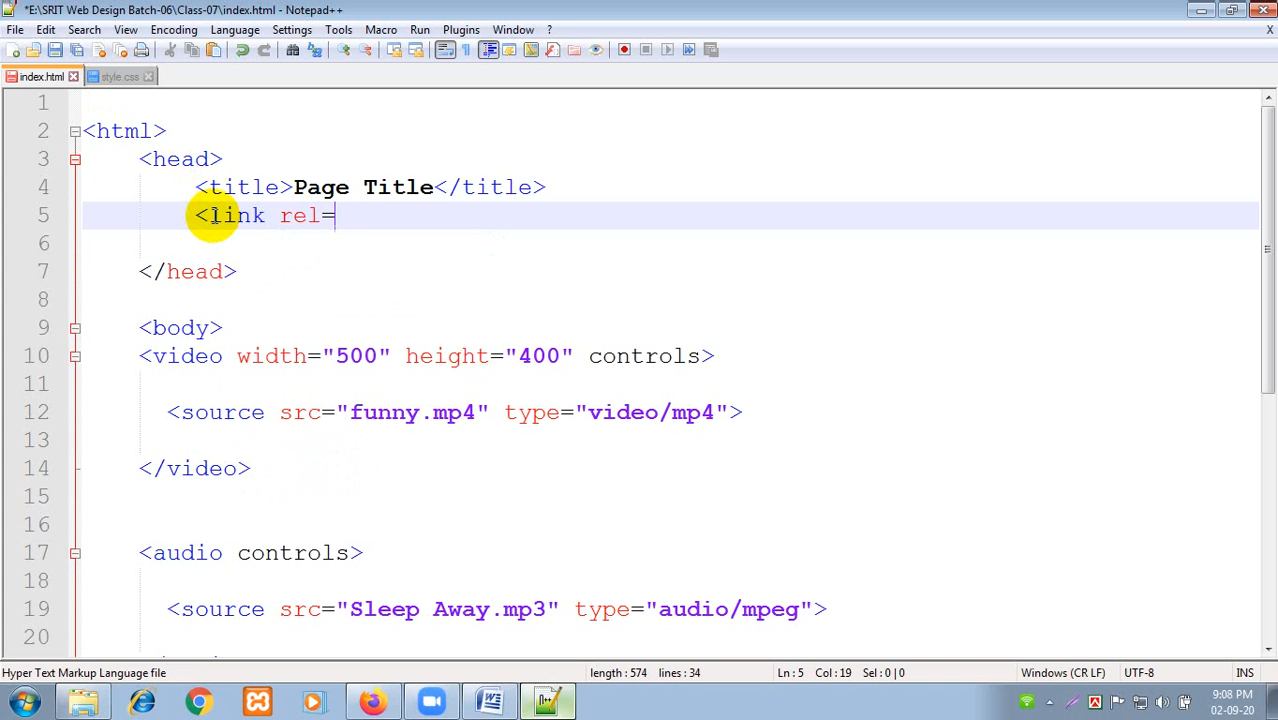 *E:\SRIT Web Design Batch-06\Class-07\index.html - Notepad++
File Edit Search View Encoding Language Settings Tools Macro Run Plugins Window ? X
index.html style.css
1
2 <html>
3 <head>
4 <title>Page Title</title>
5 <link rel=
6
7 </head>
8
9 <body>
10 <video width="500" height="400" controls>
11
12 <source src="funny.mp4" type="video/mp4">
13
14 </video>
15
16
17 <audio controls>
18
19 <source src="Sleep Away.mp3" type="audio/mpeg">
20
Hyper Text Markup Language file length : 574 lines : 34 Ln : 5 Col : 19 Sel : 0 | 0 Windows (CR LF) UTF-8 INS
9:08 PM
02-09-20